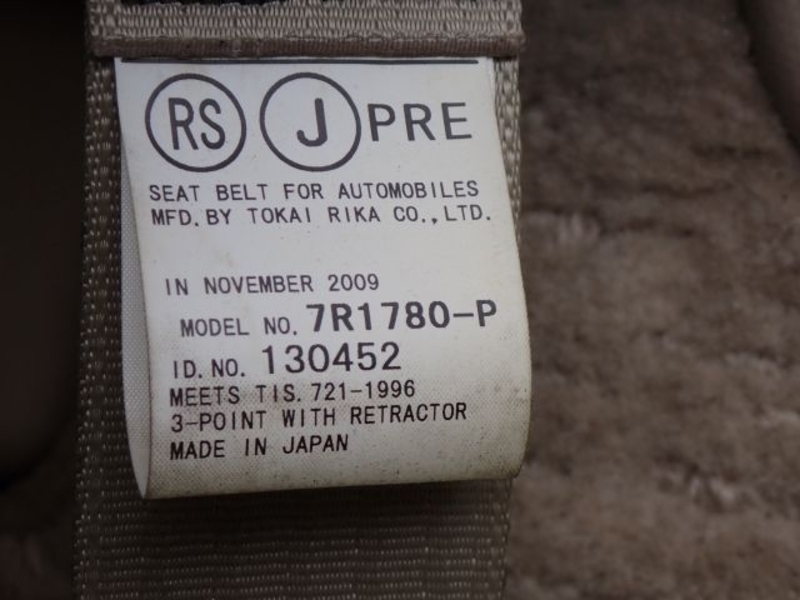 RS J PRE
SEAT BELT FOR AUTOMOBILES
MFD. BY TOKAI RIKA CO., LTD.
IN NOVEMBER 2009
MODEL NO. 7R1780-P
ID. NO. 130452
MEETS TIS. 721-1996
3-POINT WITH RETRACTOR
MADE IN JAPAN